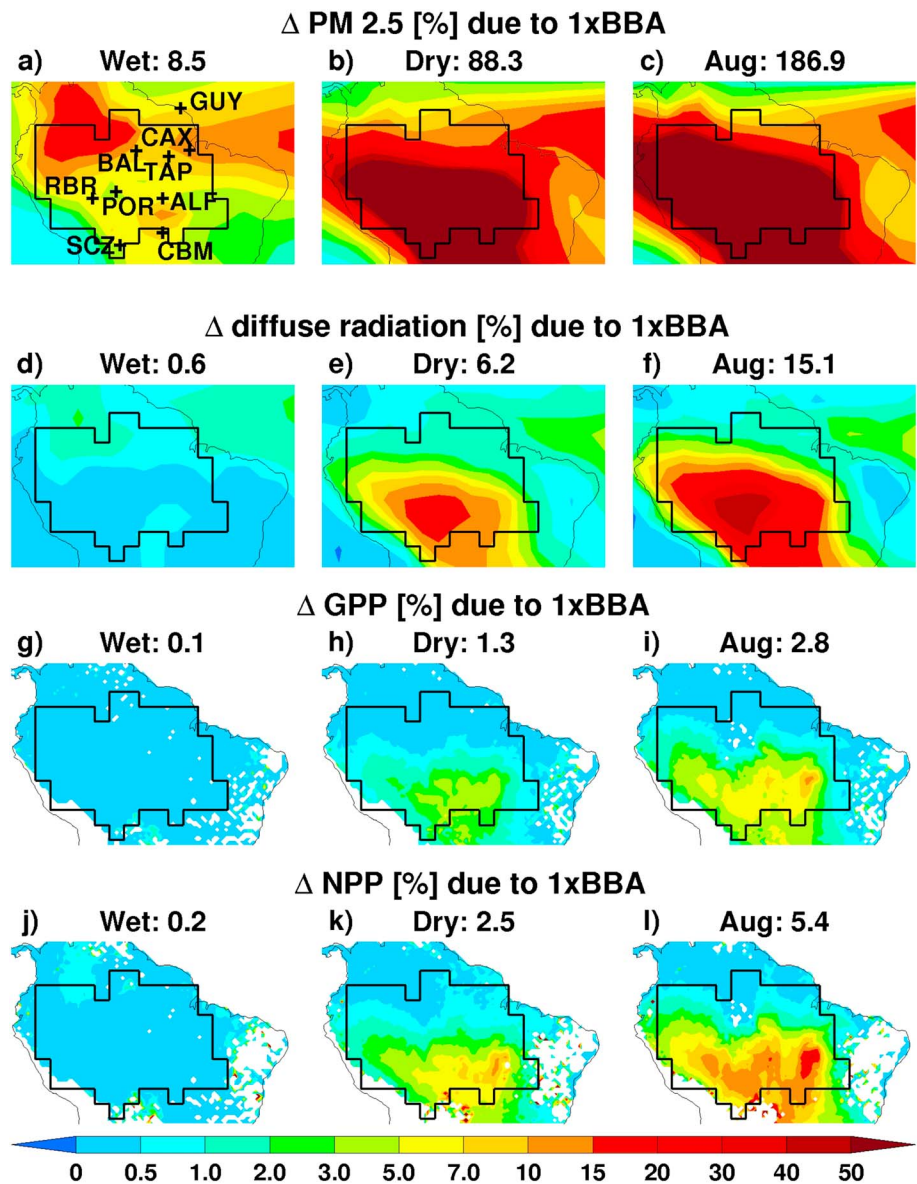 Δ PM 2.5 [%] due to 1xBBA
a) Wet: 8.5 b) Dry: 88.3 c) Aug: 186.9
GUY
CAX
BAL TAP
RBR
POR ALF
SCZ CBM
Δ diffuse radiation [%] due to 1xBBA
d) Wet: 0.6 e) Dry: 6.2 f) Aug: 15.1
Δ GPP [%] due to 1xBBA
g) Wet: 0.1 h) Dry: 1.3 i) Aug: 2.8
Δ NPP [%] due to 1xBBA
j) Wet: 0.2 k) Dry: 2.5 l) Aug: 5.4
0 0.5 1.0 2.0 3.0 5.0 7.0 10 15 20 30 40 50